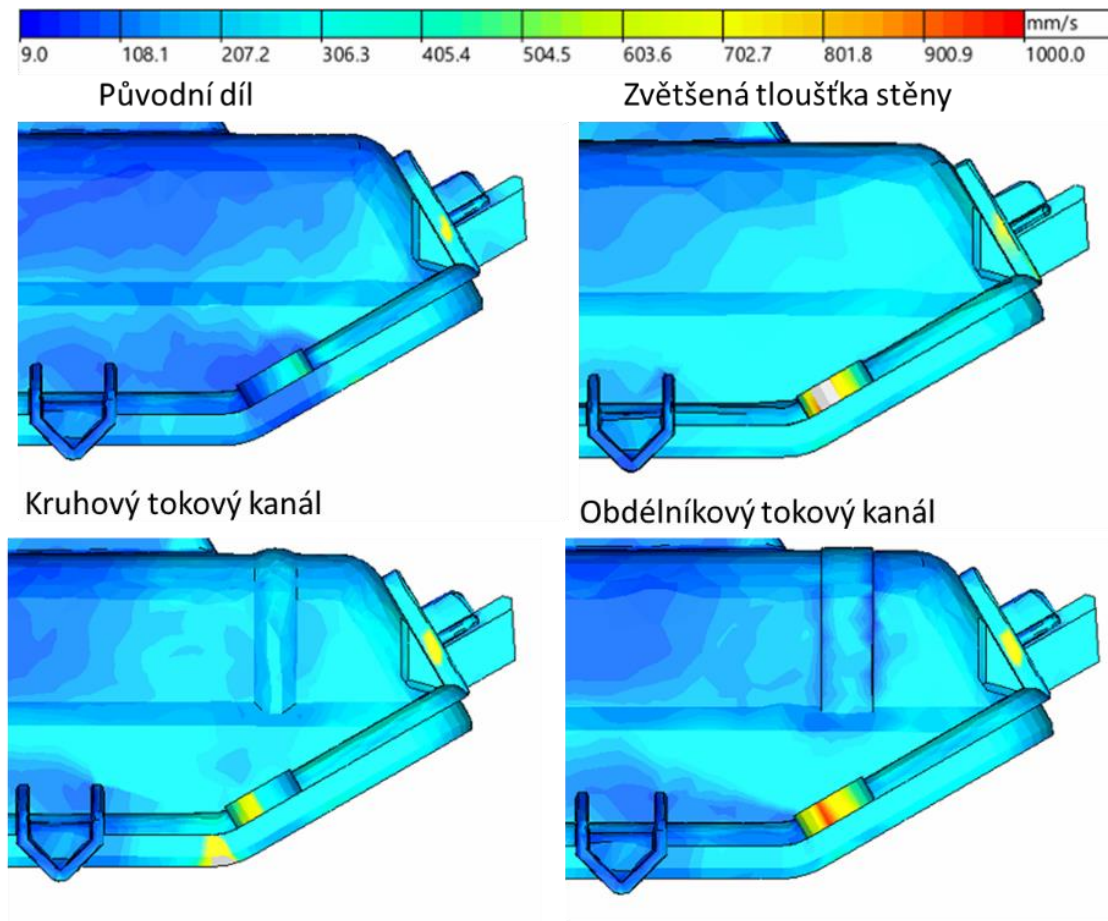 mm/s
9.0 108.1 207.2 306.3 405.4 504.5 603.6 702.7 801.8 900.9 1000.0
Původní díl Zvětšená tloušťka stěny
Kruhový tokový kanál Obdélníkový tokový kanál